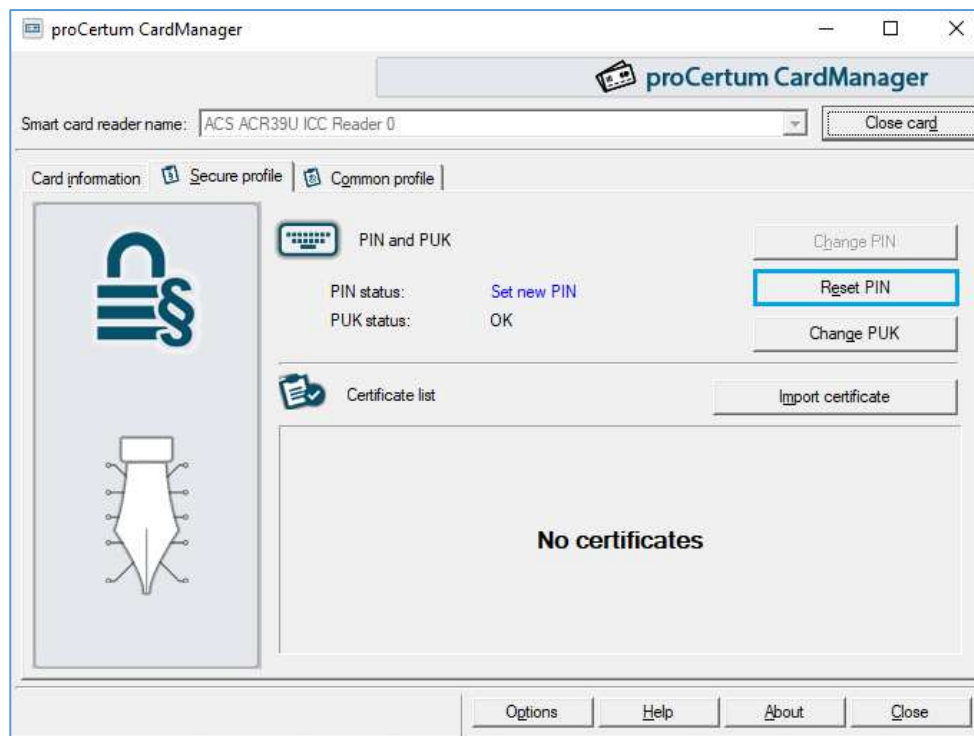 proCertum CardManager
proCertum CardManager
Smart card reader name: ACS ACR39U ICC Reader 0 Close card
Card information Secure profile Common profile
PIN and PUK Change PIN
PIN status: Set new PIN Reset PIN
PUK status: OK Change PUK
Certificate list Import certificate
No certificates
Options Help About Close